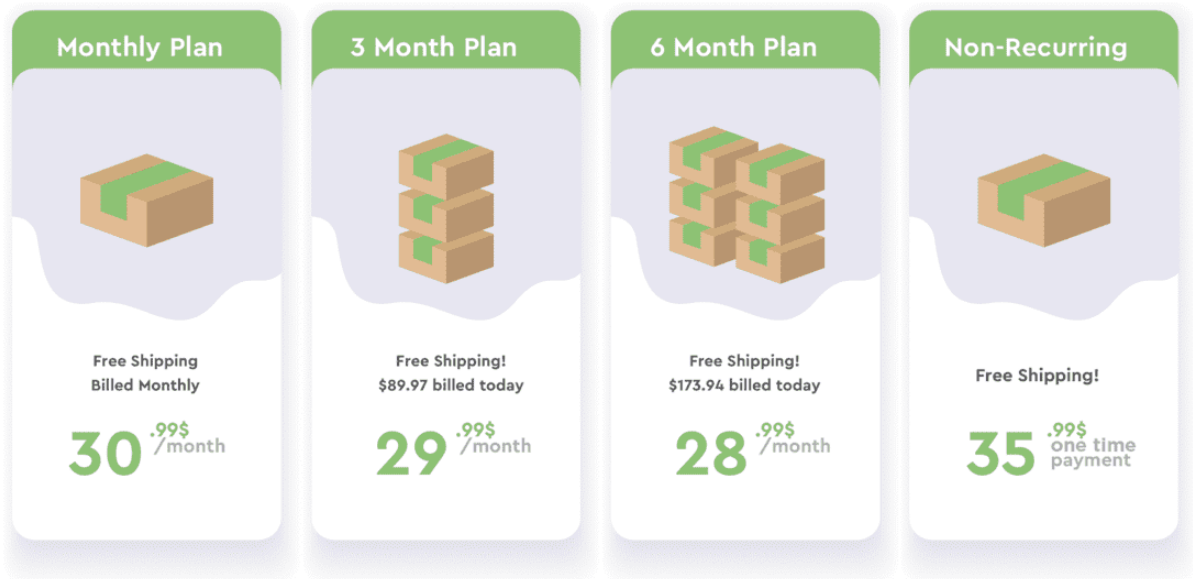 Monthly Plan
Free Shipping
Billed Monthly
30 .99$
/month
3 Month Plan
Free Shipping!
$89.97 billed today
29 .99$
/month
6 Month Plan
Free Shipping!
$173.94 billed today
28 .99$
/month
Non-Recurring
Free Shipping!
35 .99$
one time
payment